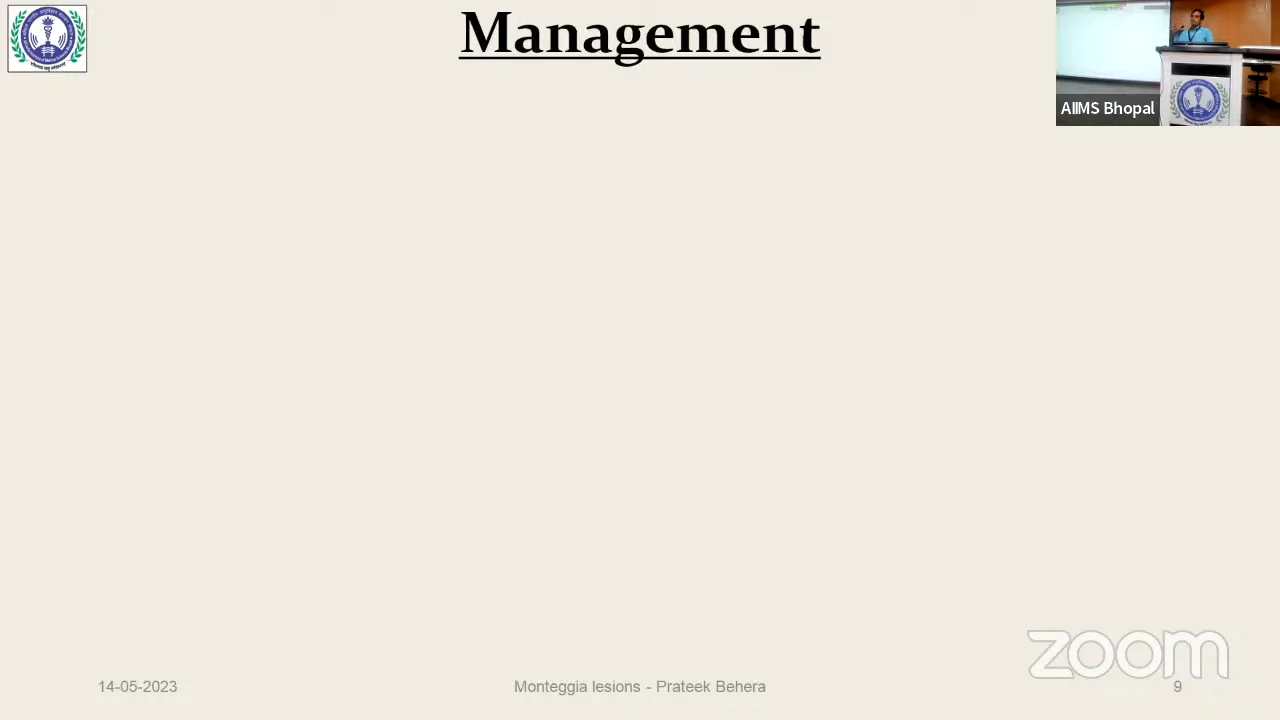 Management
AIIMS Bhopal
zoom
14-05-2023
Monteggia lesions - Prateek Behera
9